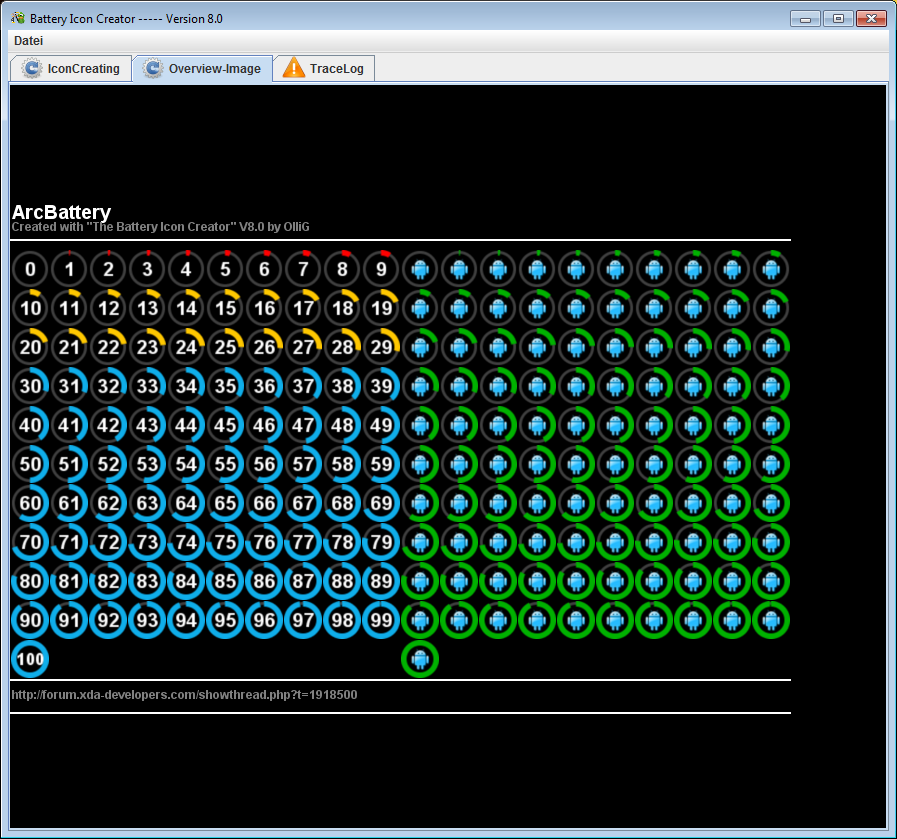 Battery Icon Creator ----- Version 8.0
Datei
IconCreating Overview-Image TraceLog
ArcBattery
Created with "The Battery Icon Creator" V8.0 by OlliG
0 1 2 3 4 5 6 7 8 9
10 11 12 13 14 15 16 17 18 19
20 21 22 23 24 25 26 27 28 29
30 31 32 33 34 35 36 37 38 39
40 41 42 43 44 45 46 47 48 49
50 51 52 53 54 55 56 57 58 59
60 61 62 63 64 65 66 67 68 69
70 71 72 73 74 75 76 77 78 79
80 81 82 83 84 85 86 87 88 89
90 91 92 93 94 95 96 97 98 99
100
http://forum.xda-developers.com/showthread.php?t=1918500